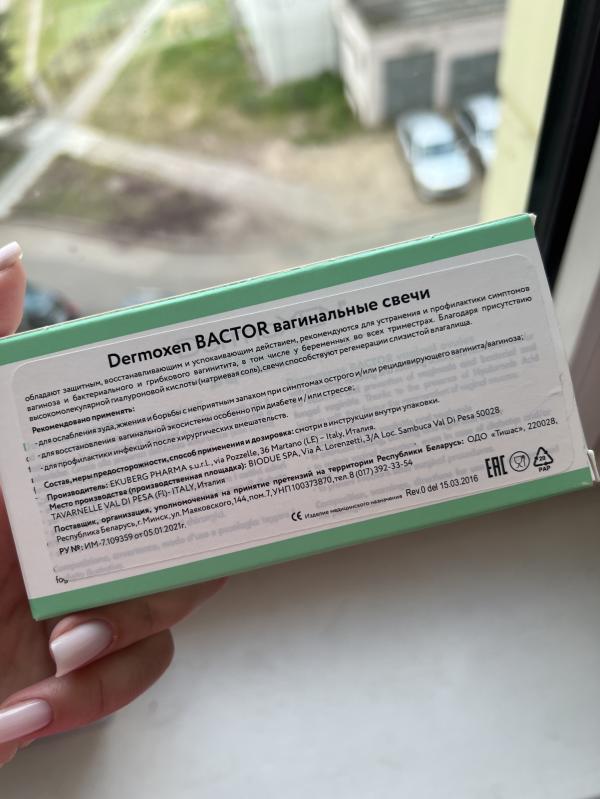 Dermoxen BACTOR вагинальные свечи
обладают защитным, восстанавливающим и успокаивающим действием, рекомендуются для устранения и профилактики симптомов
вагиноза и бактериального и грибкового вагинитита, в том числе у беременных во всех триместрах. Благодаря присутствию
высокомолекулярной гиалуроновой кислоты (натриевая соль), свечи способствуют регенерации слизистой влагалища.
Рекомендовано применять:
-для ослабления зуда, жжения и борьбы с неприятным запахом при симптомах острого и/или рецидивирующего вагинита/вагиноза;
-для восстановления вагинальной экосистемы особенно при диабете и/или стрессе;
-для профилактики инфекций после хирургических вмешательств.
Состав, меры предосторожности, способ применения и дозировка: смотри в инструкции внутри упаковки.
Производитель: EKUBERG PHARMA s.u.r.l., via Pozzelle, 36 Martano (LE) – Italy, Италия.
Место производства (производственная площадка): BIODUE SPA, Via A. Lorenzetti, 3/A Loc. Sambuca Val Di Pesa 50028,
TAVARNELLE VAL DI PESA (FI)- ITALY, Италия
Поставщик, организация, уполномоченная на принятие претензий на территории Республики Беларусь: ОДО «Тишас», 220028,
Республика Беларусь, г.Минск, ул. Маяковского, 144, пом.7, УНП 100373870, тел. 8 (017) 392-33-54
РУ №: ИМ-7.109359 от 05.01.2021г.
CE Изделие медицинского назначения Rev.0 del 15.03.2016
EAC
20
PAP
fog